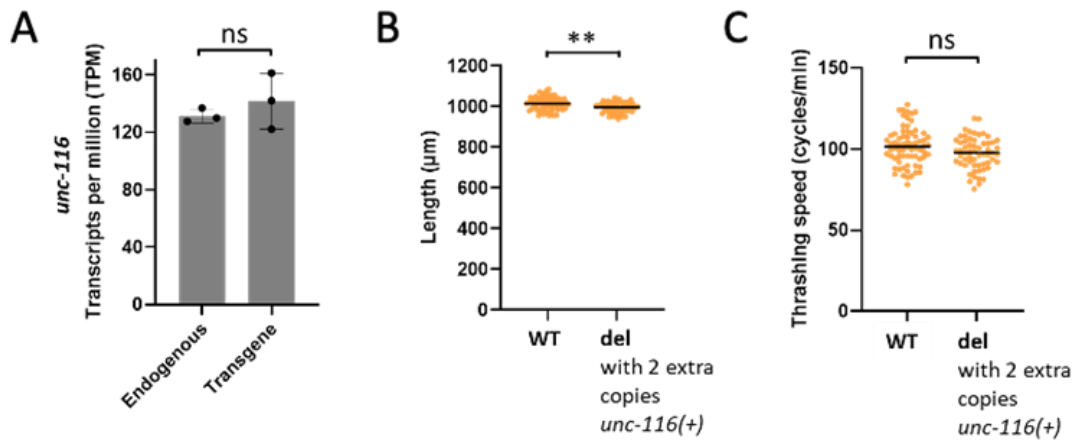 A
ns
unc-116
Transcripts per million (TPM)
160
120
80
40
0
Endogenous
Transgene
B
**
Length (µm)
1200
1000
800
600
400
200
0
WT
del
with 2 extra
copies
unc-116(+)
C
ns
Thrashing speed (cycles/min)
150
100
50
0
WT
del
with 2 extra
copies
unc-116(+)